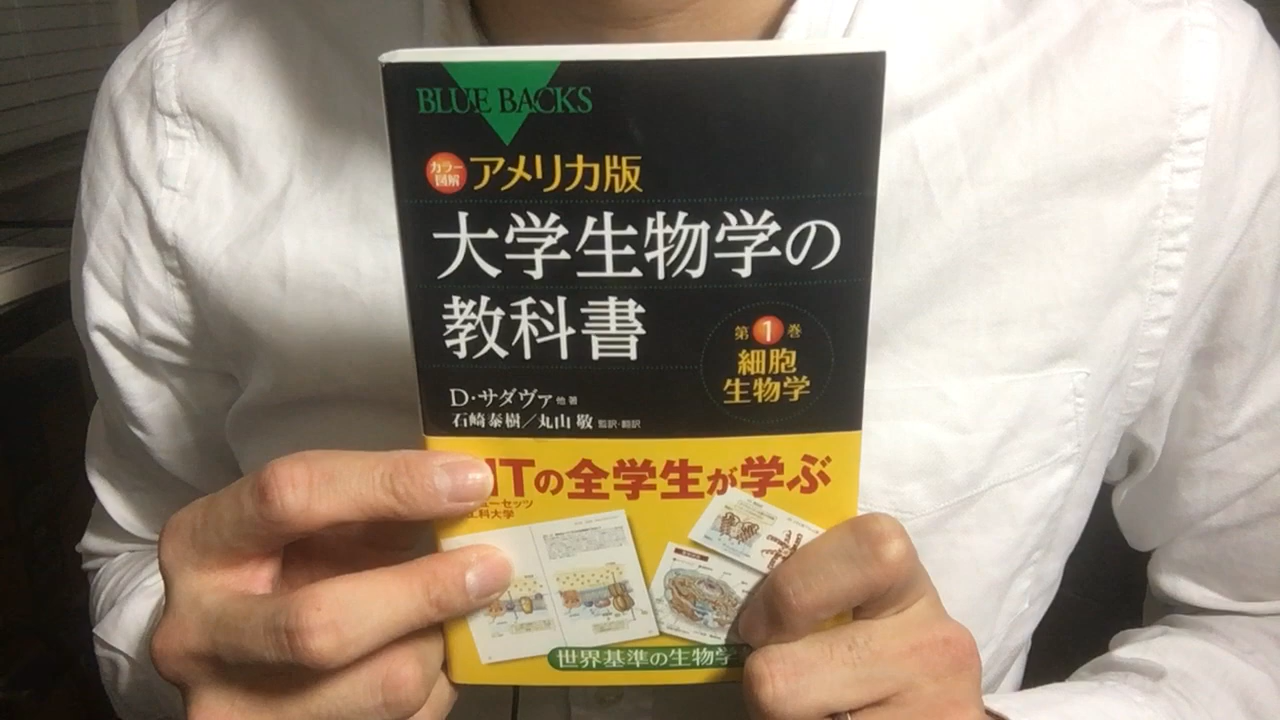 BLUE BACKS
カラー
図解
アメリカ版
大学生物学の
教科書
第1巻
細胞
生物学
D・サダヴァ 他 著
石崎泰樹/丸山 敬 監訳・翻訳
ITの全学生が学ぶ
ューセッツ
工科大学
世界基準の生物学